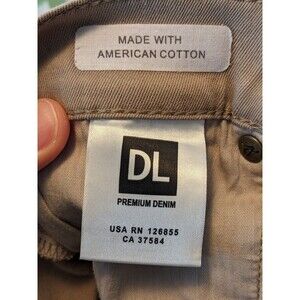 MADE WITH
AMERICAN COTTON
DL
PREMIUM DENIM
USA RN 126855
CA 37584